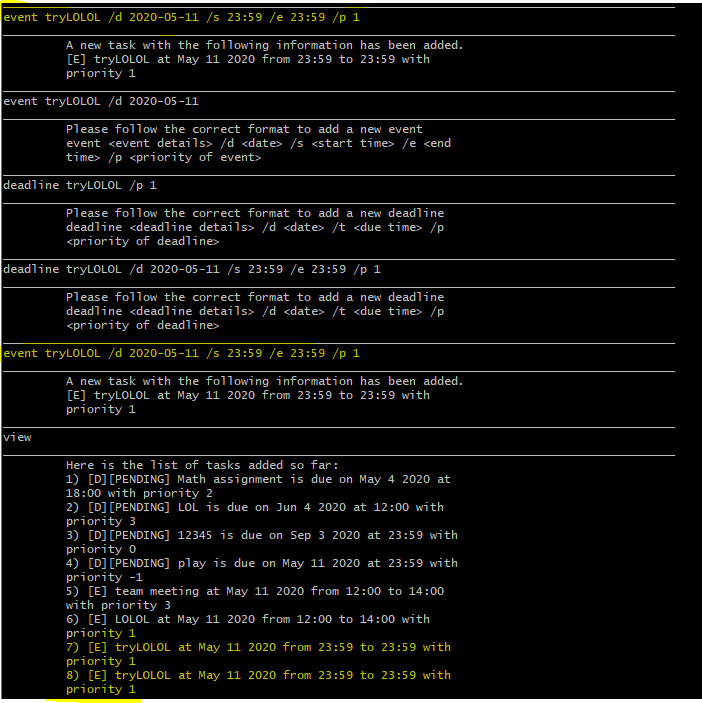 event tryLOLOL /d 2020-05-11 /s 23:59 /e 23:59 /p 1
A new task with the following information has been added.
[E] tryLOLOL at May 11 2020 from 23:59 to 23:59 with
priority 1
event tryLOLOL /d 2020-05-11
Please follow the correct format to add a new event
event <event details> /d <date> /s <start time> /e <end
time> /p <priority of event>
deadline tryLOLOL /p 1
Please follow the correct format to add a new deadline
deadline <deadline details> /d <date> /t <due time> /p
<priority of deadline>
deadline tryLOLOL /d 2020-05-11 /s 23:59 /e 23:59 /p 1
Please follow the correct format to add a new deadline
deadline <deadline details> /d <date> /t <due time> /p
<priority of deadline>
event tryLOLOL /d 2020-05-11 /s 23:59 /e 23:59 /p 1
A new task with the following information has been added.
[E] tryLOLOL at May 11 2020 from 23:59 to 23:59 with
priority 1
view
Here is the list of tasks added so far:
1) [D][PENDING] Math assignment is due on May 4 2020 at
18:00 with priority 2
2) [D][PENDING] LOL is due on Jun 4 2020 at 12:00 with
priority 3
3) [D][PENDING] 12345 is due on Sep 3 2020 at 23:59 with
priority 0
4) [D][PENDING] play is due on May 11 2020 at 23:59 with
priority -1
5) [E] team meeting at May 11 2020 from 12:00 to 14:00
with priority 3
6) [E] LOLOL at May 11 2020 from 12:00 to 14:00 with
priority 1
7) [E] tryLOLOL at May 11 2020 from 23:59 to 23:59 with
priority 1
8) [E] tryLOLOL at May 11 2020 from 23:59 to 23:59 with
priority 1